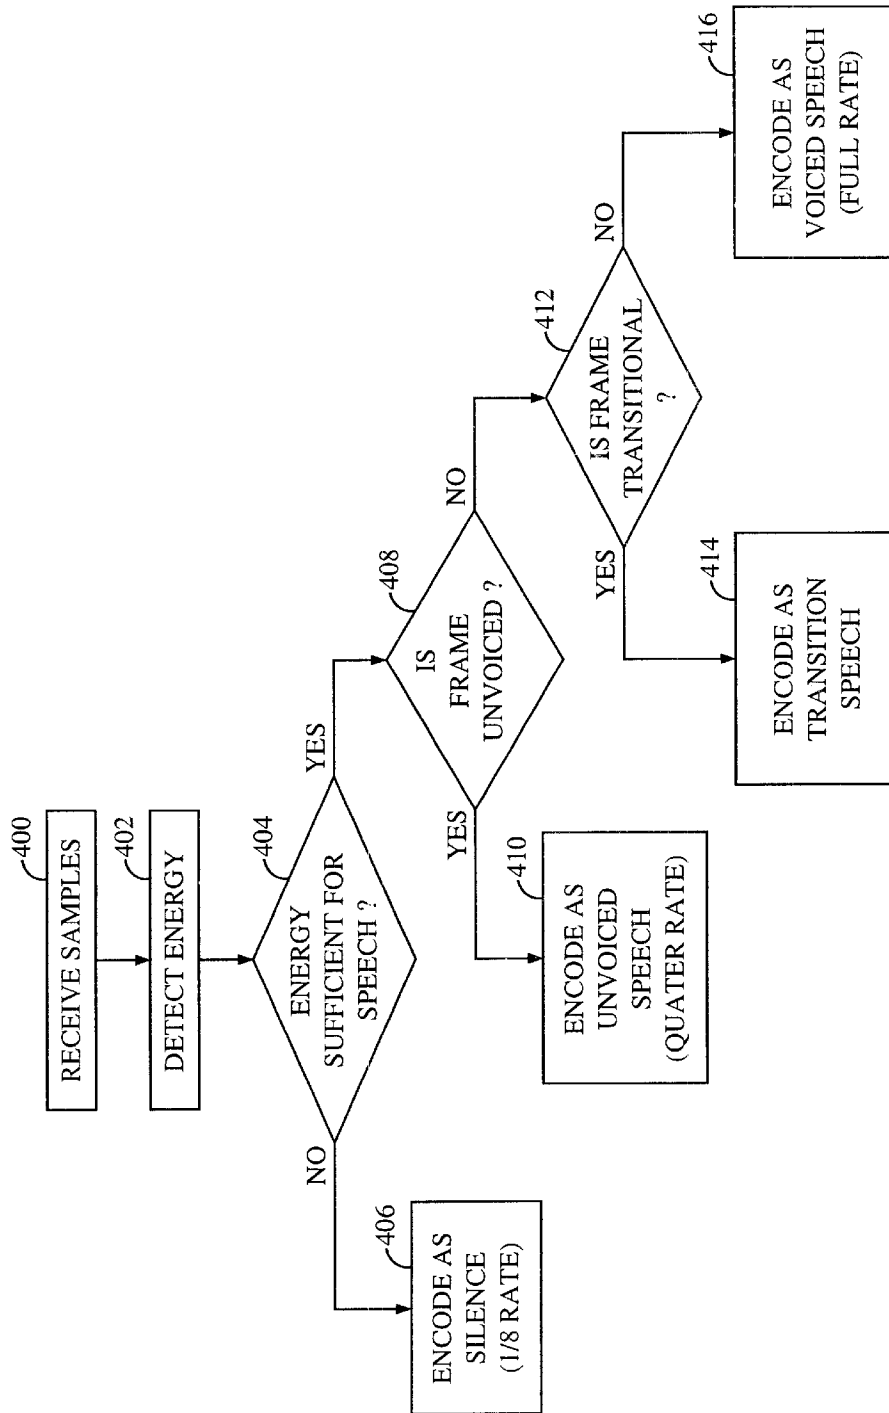 400
RECEIVE SAMPLES
402
DETECT ENERGY
404
ENERGY
SUFFICIENT FOR
SPEECH ?
NO
YES
406
ENCODE AS
SILENCE
(1/8 RATE)
408
IS
FRAME
UNVOICED ?
YES
NO
410
ENCODE AS
UNVOICED
SPEECH
(QUATER RATE)
412
IS FRAME
TRANSITIONAL
?
YES
NO
414
ENCODE AS
TRANSITION
SPEECH
416
ENCODE AS
VOICED SPEECH
(FULL RATE)